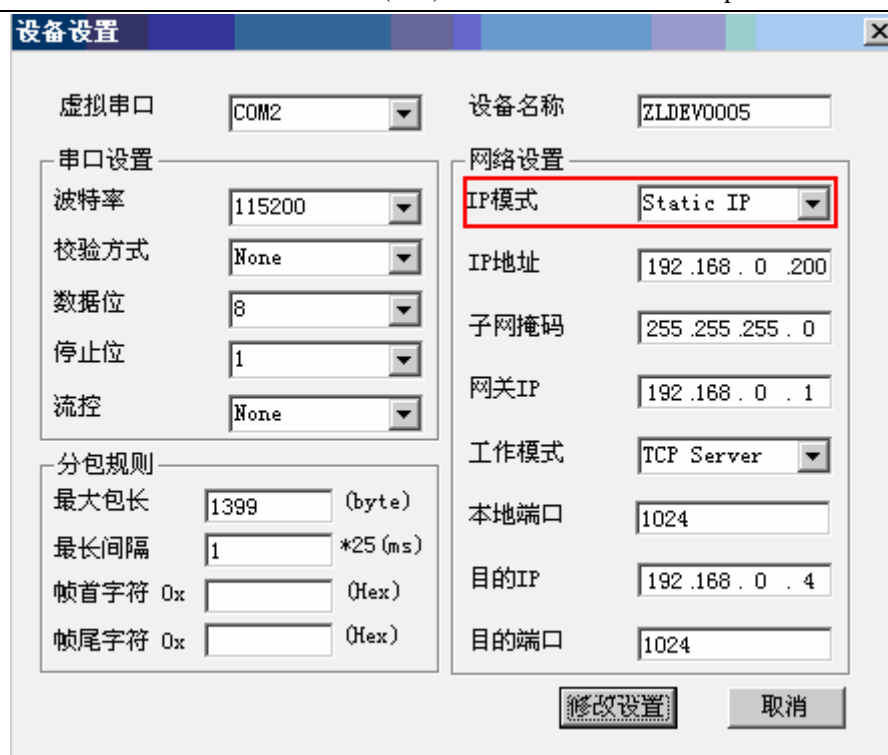 设备设置
虚拟串口 COM2
设备名称 ZLDEV0005
串口设置
波特率 115200
校验方式 None
数据位 8
停止位 1
流控 None
分包规则
最大包长 1399 (byte)
最长间隔 1 *25(ms)
帧首字符 0x (Hex)
帧尾字符 0x (Hex)
网络设置
IP模式 Static IP
IP地址 192.168.0.200
子网掩码 255.255.255.0
网关IP 192.168.0.1
工作模式 TCP Server
本地端口 1024
目的IP 192.168.0.4
目的端口 1024
修改设置 取消